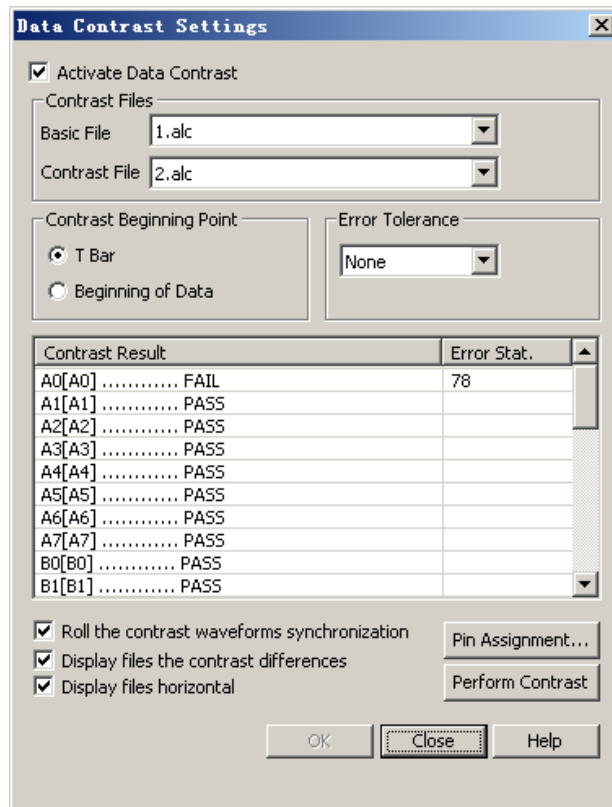 Data Contrast Settings
Activate Data Contrast
Contrast Files
Basic File 1.alc
Contrast File 2.alc
Contrast Beginning Point
T Bar
Beginning of Data
Error Tolerance
None
Contrast Result Error Stat.
A0[A0] ............ FAIL 78
A1[A1] ............ PASS
A2[A2] ............ PASS
A3[A3] ............ PASS
A4[A4] ............ PASS
A5[A5] ............ PASS
A6[A6] ............ PASS
A7[A7] ............ PASS
B0[B0] ............ PASS
B1[B1] ............ PASS
Roll the contrast waveforms synchronization
Display files the contrast differences
Display files horizontal
Pin Assignment...
Perform Contrast
OK Close Help